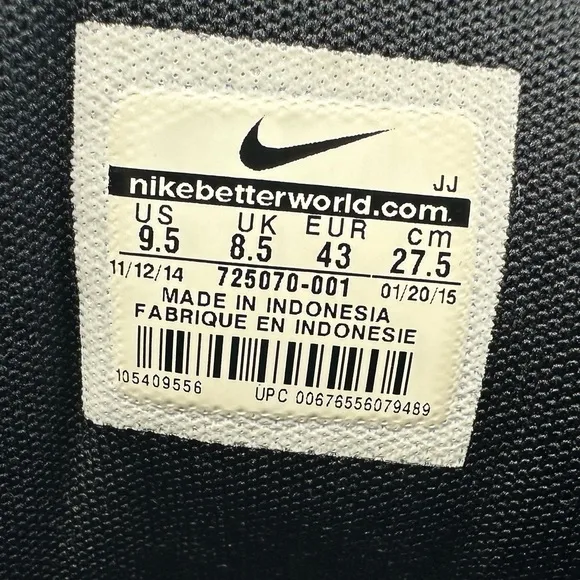 JJ
nikebetterworld.com
US UK EUR cm
9.5 8.5 43 27.5
11/12/14 725070-001 01/20/15
MADE IN INDONESIA
FABRIQUE EN INDONESIE
105409556 UPC 00676556079489